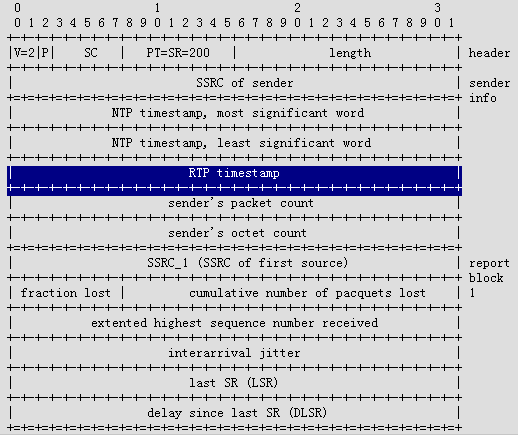 0 1 2 3
0 1 2 3 4 5 6 7 8 9 0 1 2 3 4 5 6 7 8 9 0 1 2 3 4 5 6 7 8 9 0 1
+-+-+-+-+-+-+-+-+-+-+-+-+-+-+-+-+-+-+-+-+-+-+-+-+-+-+-+-+-+-+-+-+
|V=2|P| SC | PT=SR=200 | length | header
+-+-+-+-+-+-+-+-+-+-+-+-+-+-+-+-+-+-+-+-+-+-+-+-+-+-+-+-+-+-+-+-+
| SSRC of sender | sender
+=+=+=+=+=+=+=+=+=+=+=+=+=+=+=+=+=+=+=+=+=+=+=+=+=+=+=+=+=+=+=+=+ info
| NTP timestamp, most significant word |
+-+-+-+-+-+-+-+-+-+-+-+-+-+-+-+-+-+-+-+-+-+-+-+-+-+-+-+-+-+-+-+-+
| NTP timestamp, least significant word |
+-+-+-+-+-+-+-+-+-+-+-+-+-+-+-+-+-+-+-+-+-+-+-+-+-+-+-+-+-+-+-+-+
| RTP timestamp |
+-+-+-+-+-+-+-+-+-+-+-+-+-+-+-+-+-+-+-+-+-+-+-+-+-+-+-+-+-+-+-+-+
| sender's packet count |
+-+-+-+-+-+-+-+-+-+-+-+-+-+-+-+-+-+-+-+-+-+-+-+-+-+-+-+-+-+-+-+-+
| sender's octet count |
+=+=+=+=+=+=+=+=+=+=+=+=+=+=+=+=+=+=+=+=+=+=+=+=+=+=+=+=+=+=+=+=+
| SSRC_1 (SSRC of first source) | report
+-+-+-+-+-+-+-+-+-+-+-+-+-+-+-+-+-+-+-+-+-+-+-+-+-+-+-+-+-+-+-+-+ block
| fraction lost | cumulative number of pacquets lost | 1
+-+-+-+-+-+-+-+-+-+-+-+-+-+-+-+-+-+-+-+-+-+-+-+-+-+-+-+-+-+-+-+-+
| extented highest sequence number received |
+-+-+-+-+-+-+-+-+-+-+-+-+-+-+-+-+-+-+-+-+-+-+-+-+-+-+-+-+-+-+-+-+
| interarrival jitter |
+-+-+-+-+-+-+-+-+-+-+-+-+-+-+-+-+-+-+-+-+-+-+-+-+-+-+-+-+-+-+-+-+
| last SR (LSR) |
+-+-+-+-+-+-+-+-+-+-+-+-+-+-+-+-+-+-+-+-+-+-+-+-+-+-+-+-+-+-+-+-+
| delay since last SR (DLSR) |
+=+=+=+=+=+=+=+=+=+=+=+=+=+=+=+=+=+=+=+=+=+=+=+=+=+=+=+=+=+=+=+=+